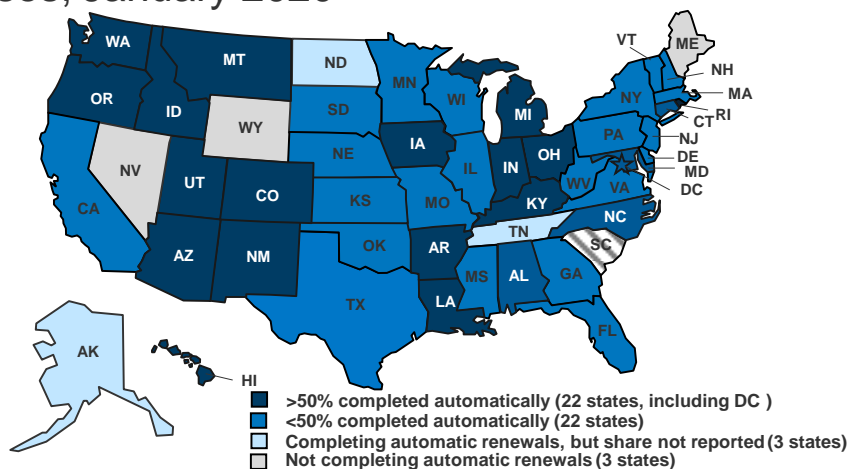 January 2020
WA
MT
ND
ME
VT
OR
MN
NH
ID
SD
WI
NY
MA
WY
MI
RI
CT
IA
PA
NJ
NE
OH
NV
IL
IN
DE
UT
WV
MD
CA
CO
VA
DC
KS
MO
KY
NC
TN
AZ
NM
OK
AR
SC
MS
AL
GA
TX
LA
FL
AK
HI
>50% completed automatically (22 states, including DC )
<50% completed automatically (22 states)
Completing automatic renewals, but share not reported (3 states)
Not completing automatic renewals (3 states)